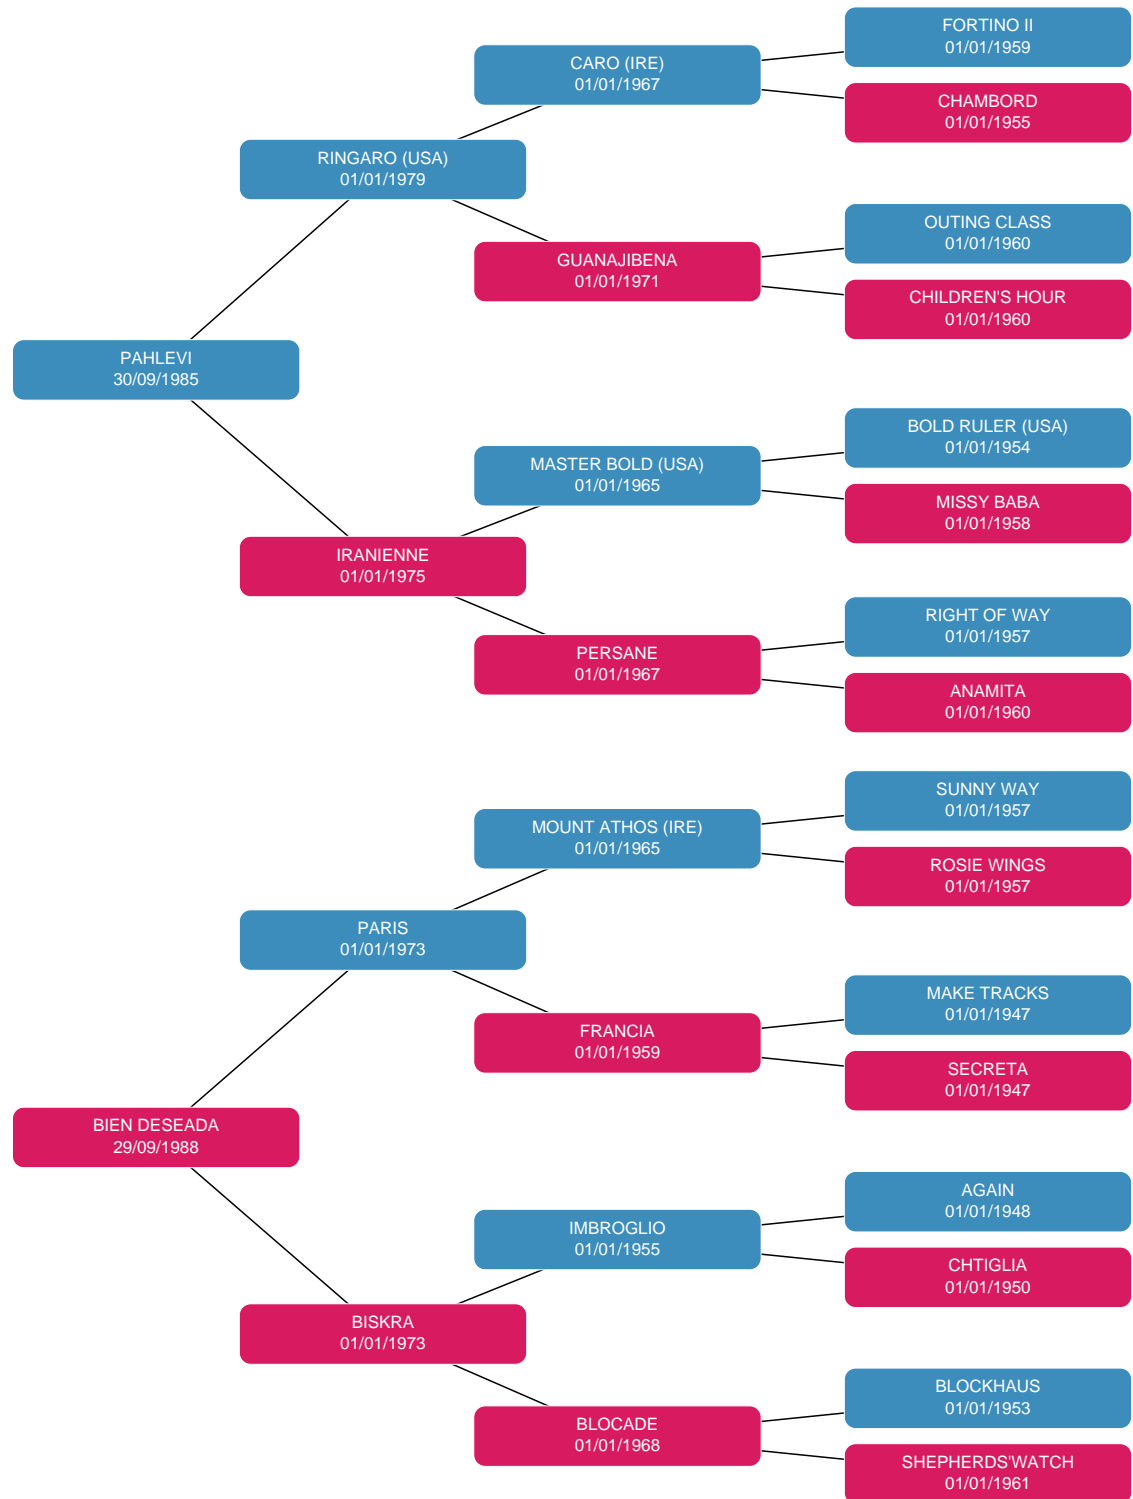 FORTINO II
01/01/1959
CARO (IRE)
01/01/1967
CHAMBORD
01/01/1955
RINGARO (USA)
01/01/1979
OUTING CLASS
01/01/1960
GUANAJIBENA
01/01/1971
CHILDREN'S HOUR
01/01/1960
PAHLEVI
30/09/1985
BOLD RULER (USA)
01/01/1954
MASTER BOLD (USA)
01/01/1965
MISSY BABA
01/01/1958
IRANIENNE
01/01/1975
RIGHT OF WAY
01/01/1957
PERSANE
01/01/1967
ANAMITA
01/01/1960
SUNNY WAY
01/01/1957
MOUNT ATHOS (IRE)
01/01/1965
ROSIE WINGS
01/01/1957
PARIS
01/01/1973
MAKE TRACKS
01/01/1947
FRANCIA
01/01/1959
SECRETA
01/01/1947
BIEN DESEADA
29/09/1988
AGAIN
01/01/1948
IMBROGLIO
01/01/1955
CHTIGLIA
01/01/1950
BISKRA
01/01/1973
BLOCKHAUS
01/01/1953
BLOCADE
01/01/1968
SHEPHERDS'WATCH
01/01/1961